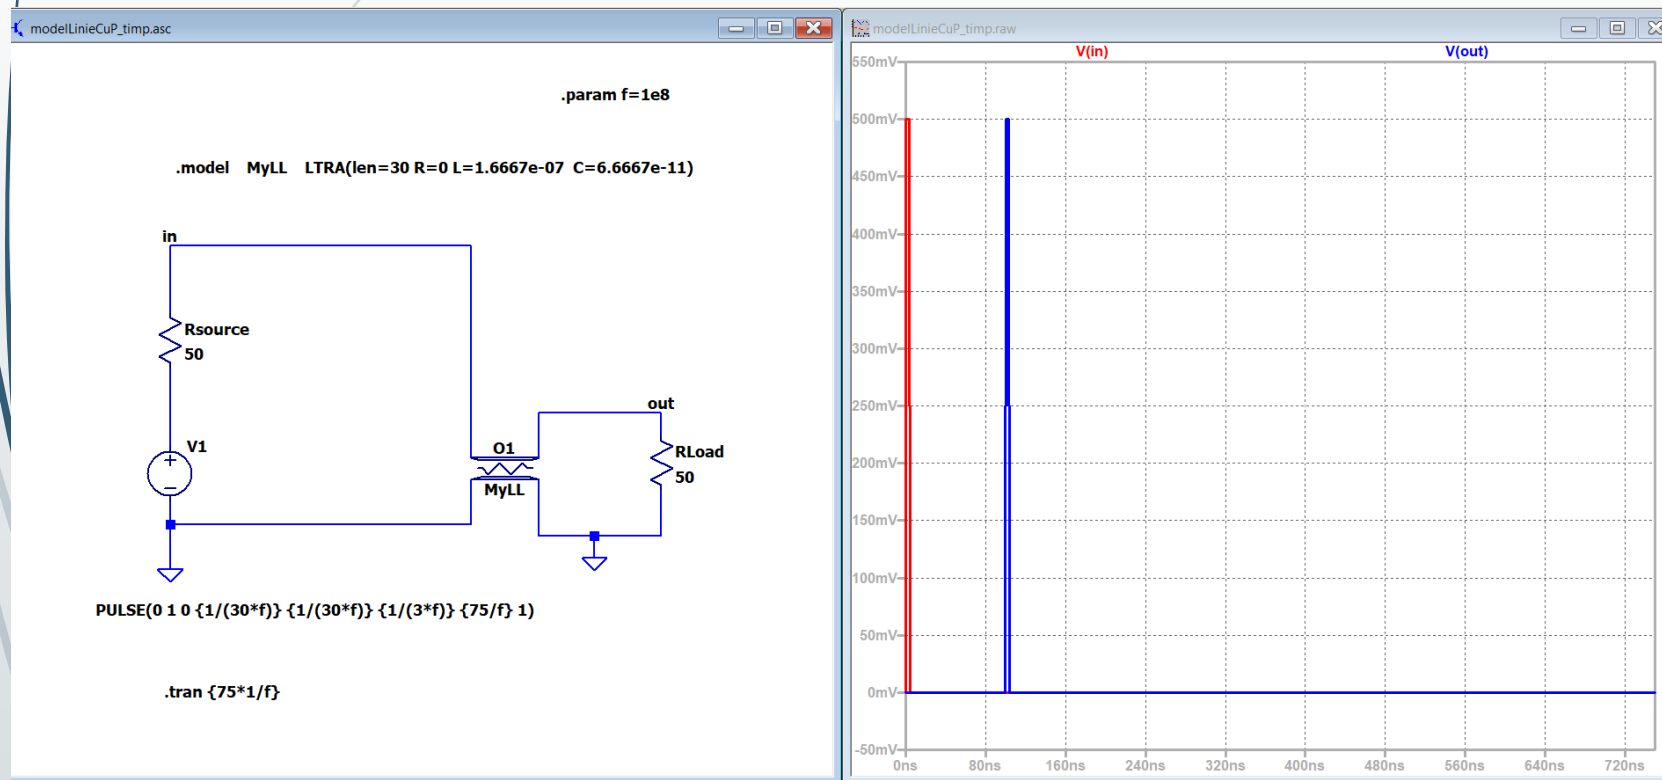 modelLinieCuP_timp.asc
.param f=1e8
.model MyLL LTRA(len=30 R=0 L=1.6667e-07 C=6.6667e-11)
in
Rsource
50
V1
O1
MyLL
out
RLoad
50
PULSE(0 1 0 {1/(30*f)} {1/(30*f)} {1/(3*f)} {75/f} 1)
.tran {75*1/f}
modelLinieCuP_timp.raw
V(in) V(out)
550mV
500mV
450mV
400mV
350mV
300mV
250mV
200mV
150mV
100mV
50mV
0mV
-50mV
0ns 80ns 160ns 240ns 320ns 400ns 480ns 560ns 640ns 720ns